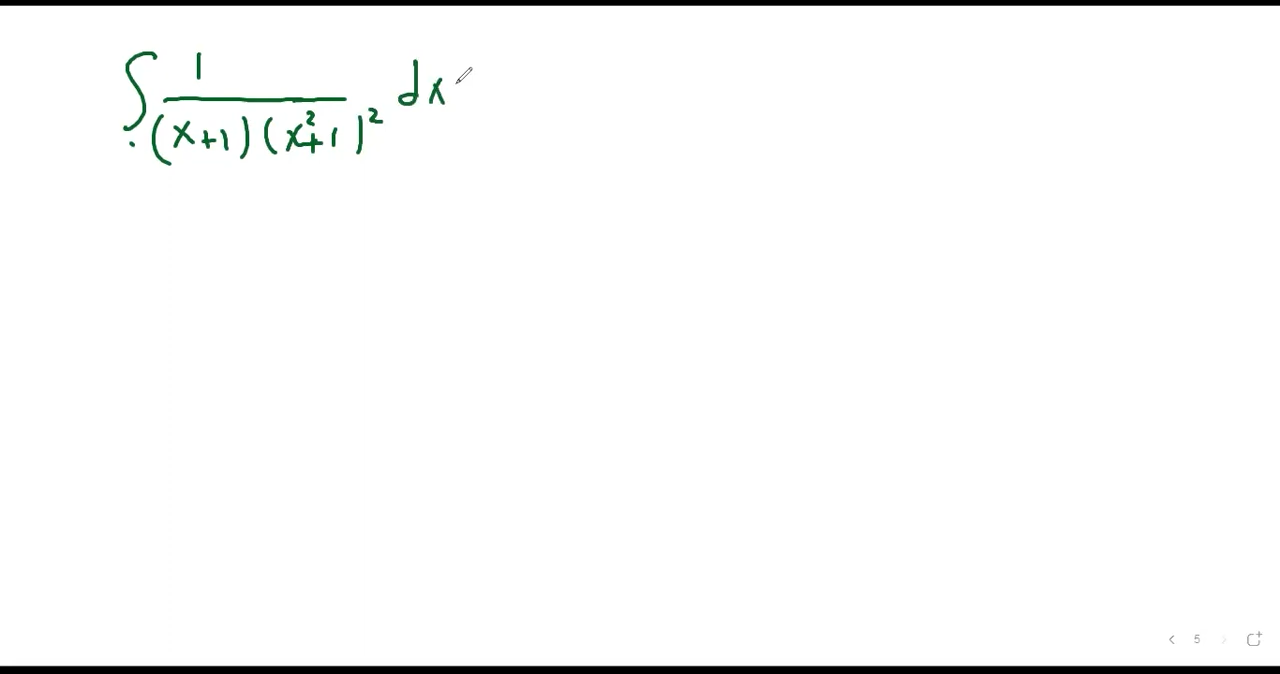 ∫ 1/((x+1)(x²+1)²) dx
5